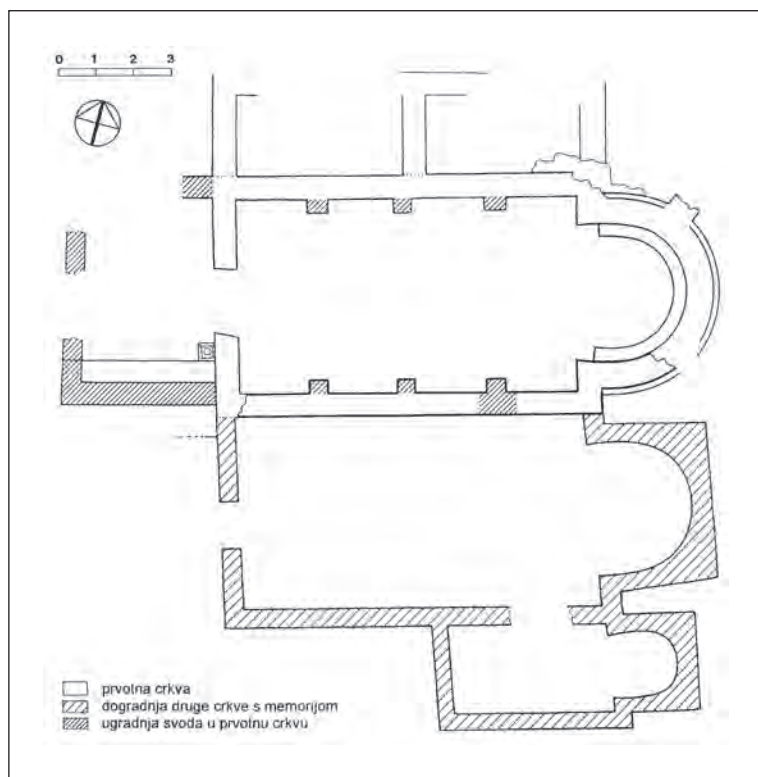 0 1 2 3
prvotna crkva
dogradnja druge crkve s memorijom
ugradnja svoda u prvotnu crkvu